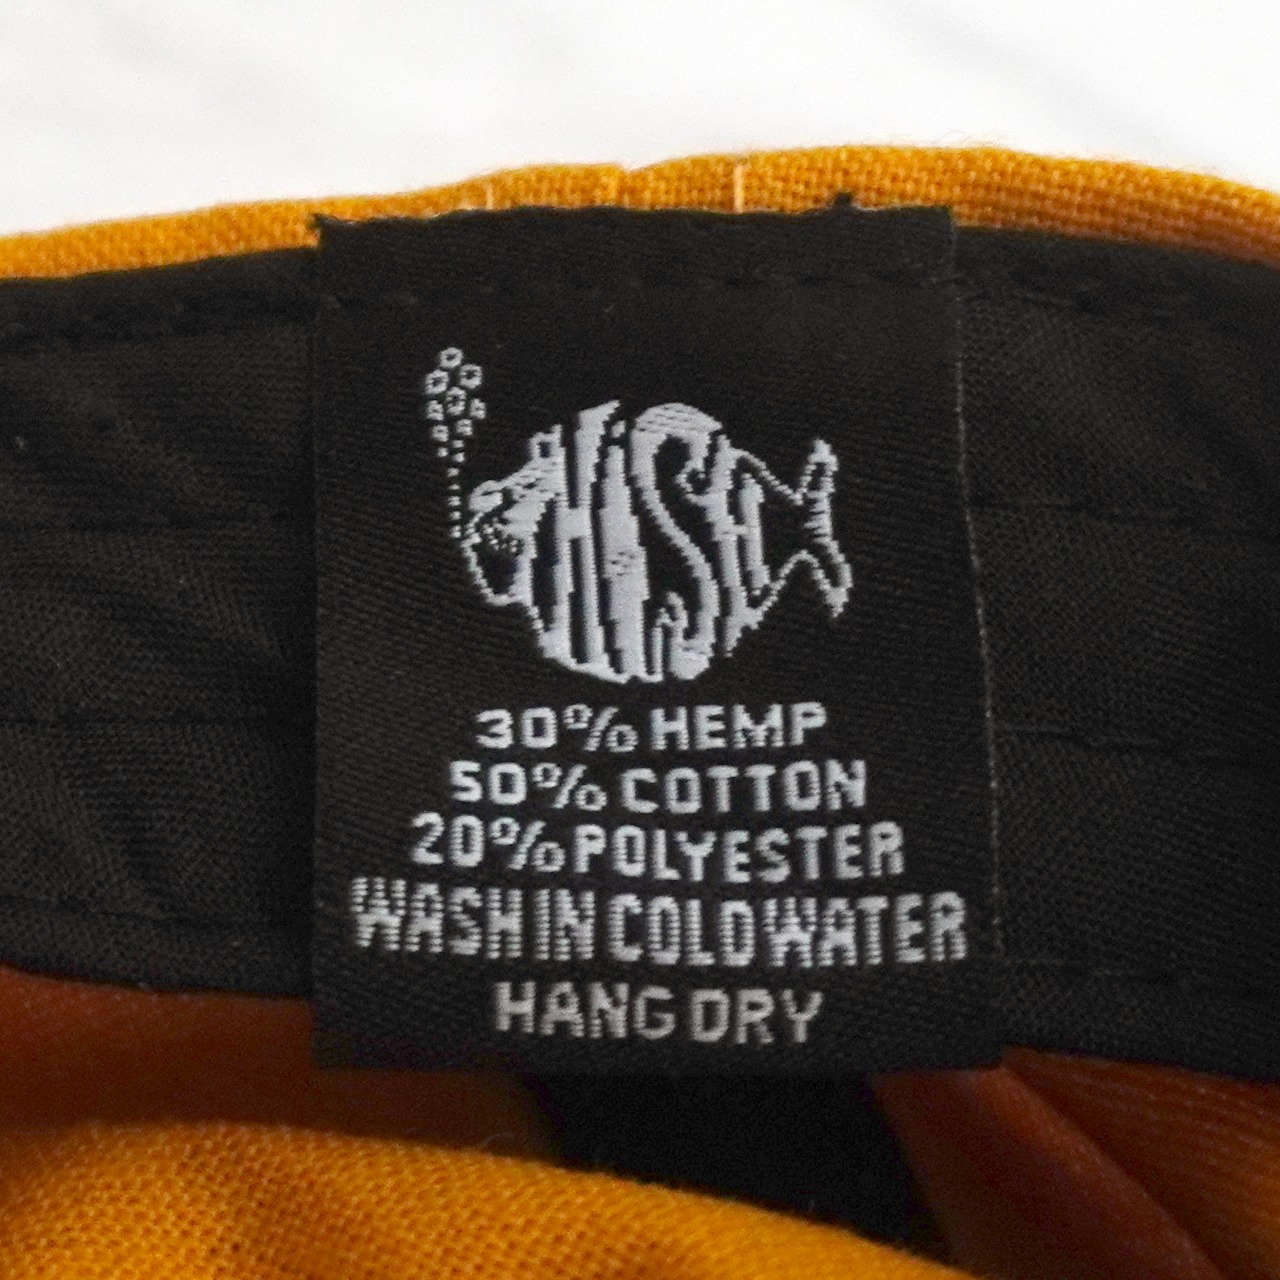 PHISH
30% HEMP
50% COTTON
20% POLYESTER
WASH IN COLD WATER
HANG DRY